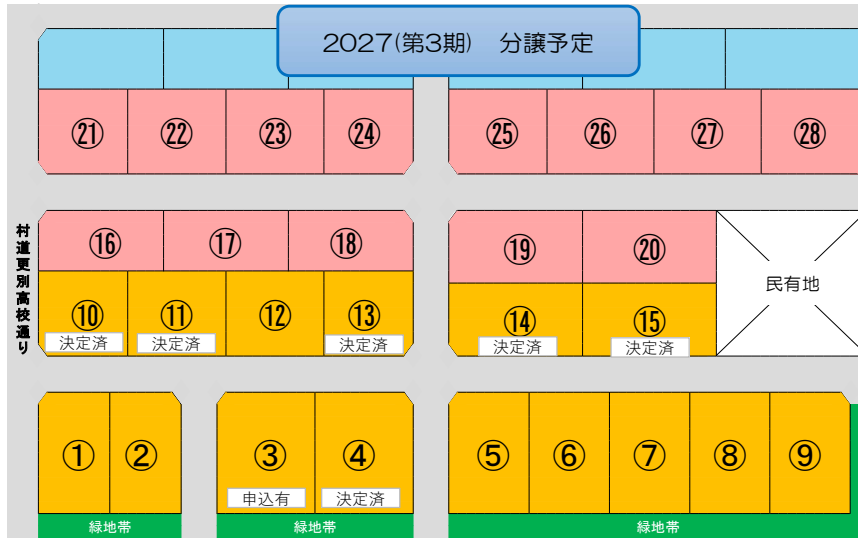 2027(第3期)　分譲予定
㉑ ㉒ ㉓ ㉔ ㉕ ㉖ ㉗ ㉘
村道更別高校通り
⑯ ⑰ ⑱ ⑲ ⑳
民有地
⑩ ⑪ ⑫ ⑬ ⑭ ⑮
決定済 決定済 決定済 決定済 決定済
① ② ③ ④ ⑤ ⑥ ⑦ ⑧ ⑨
申込有 決定済
緑地帯 緑地帯 緑地帯